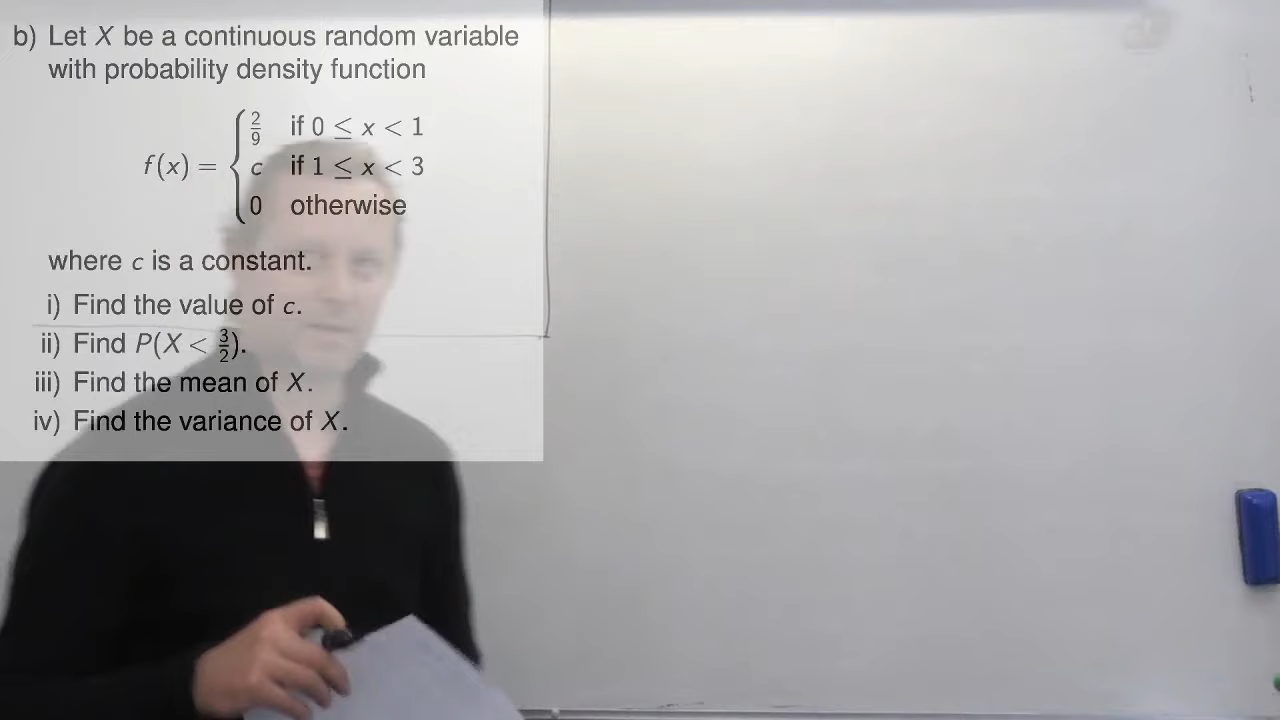 b) Let X be a continuous random variable
with probability density function
f(x) = { 2/9 if 0 ≤ x < 1
c if 1 ≤ x < 3
0 otherwise
where c is a constant.
i) Find the value of c.
ii) Find P(X < 3/2).
iii) Find the mean of X.
iv) Find the variance of X.